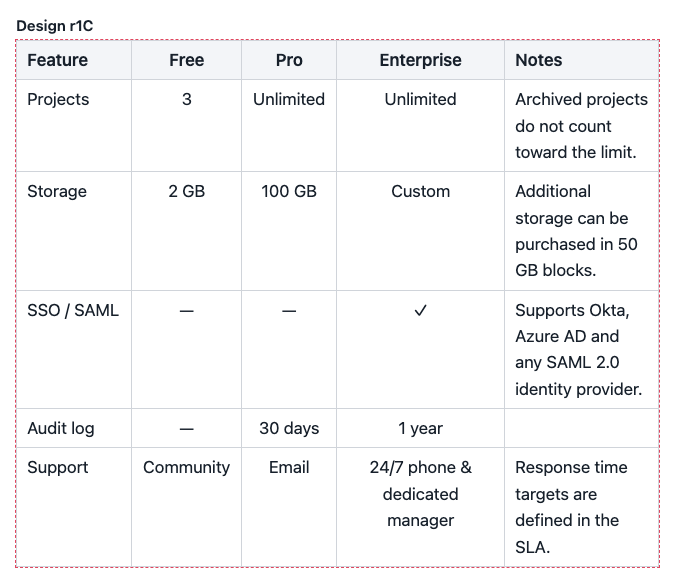 Design r1C
Feature Free Pro Enterprise Notes
Projects 3 Unlimited Unlimited Archived projects
do not count
toward the limit.
Storage 2 GB 100 GB Custom Additional
storage can be
purchased in 50
GB blocks.
SSO / SAML — — ✓ Supports Okta,
Azure AD and
any SAML 2.0
identity provider.
Audit log — 30 days 1 year
Support Community Email 24/7 phone & Response time
dedicated targets are
manager defined in the
SLA.